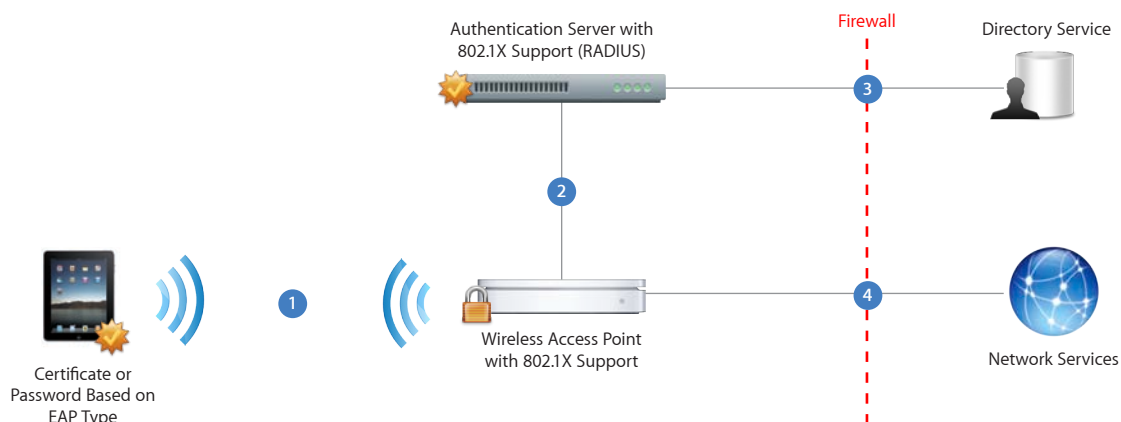 Authentication Server with
802.1X Support (RADIUS)
Firewall
Directory Service
3
2
1
4
Wireless Access Point
with 802.1X Support
Network Services
Certificate or
Password Based on
EAP Type